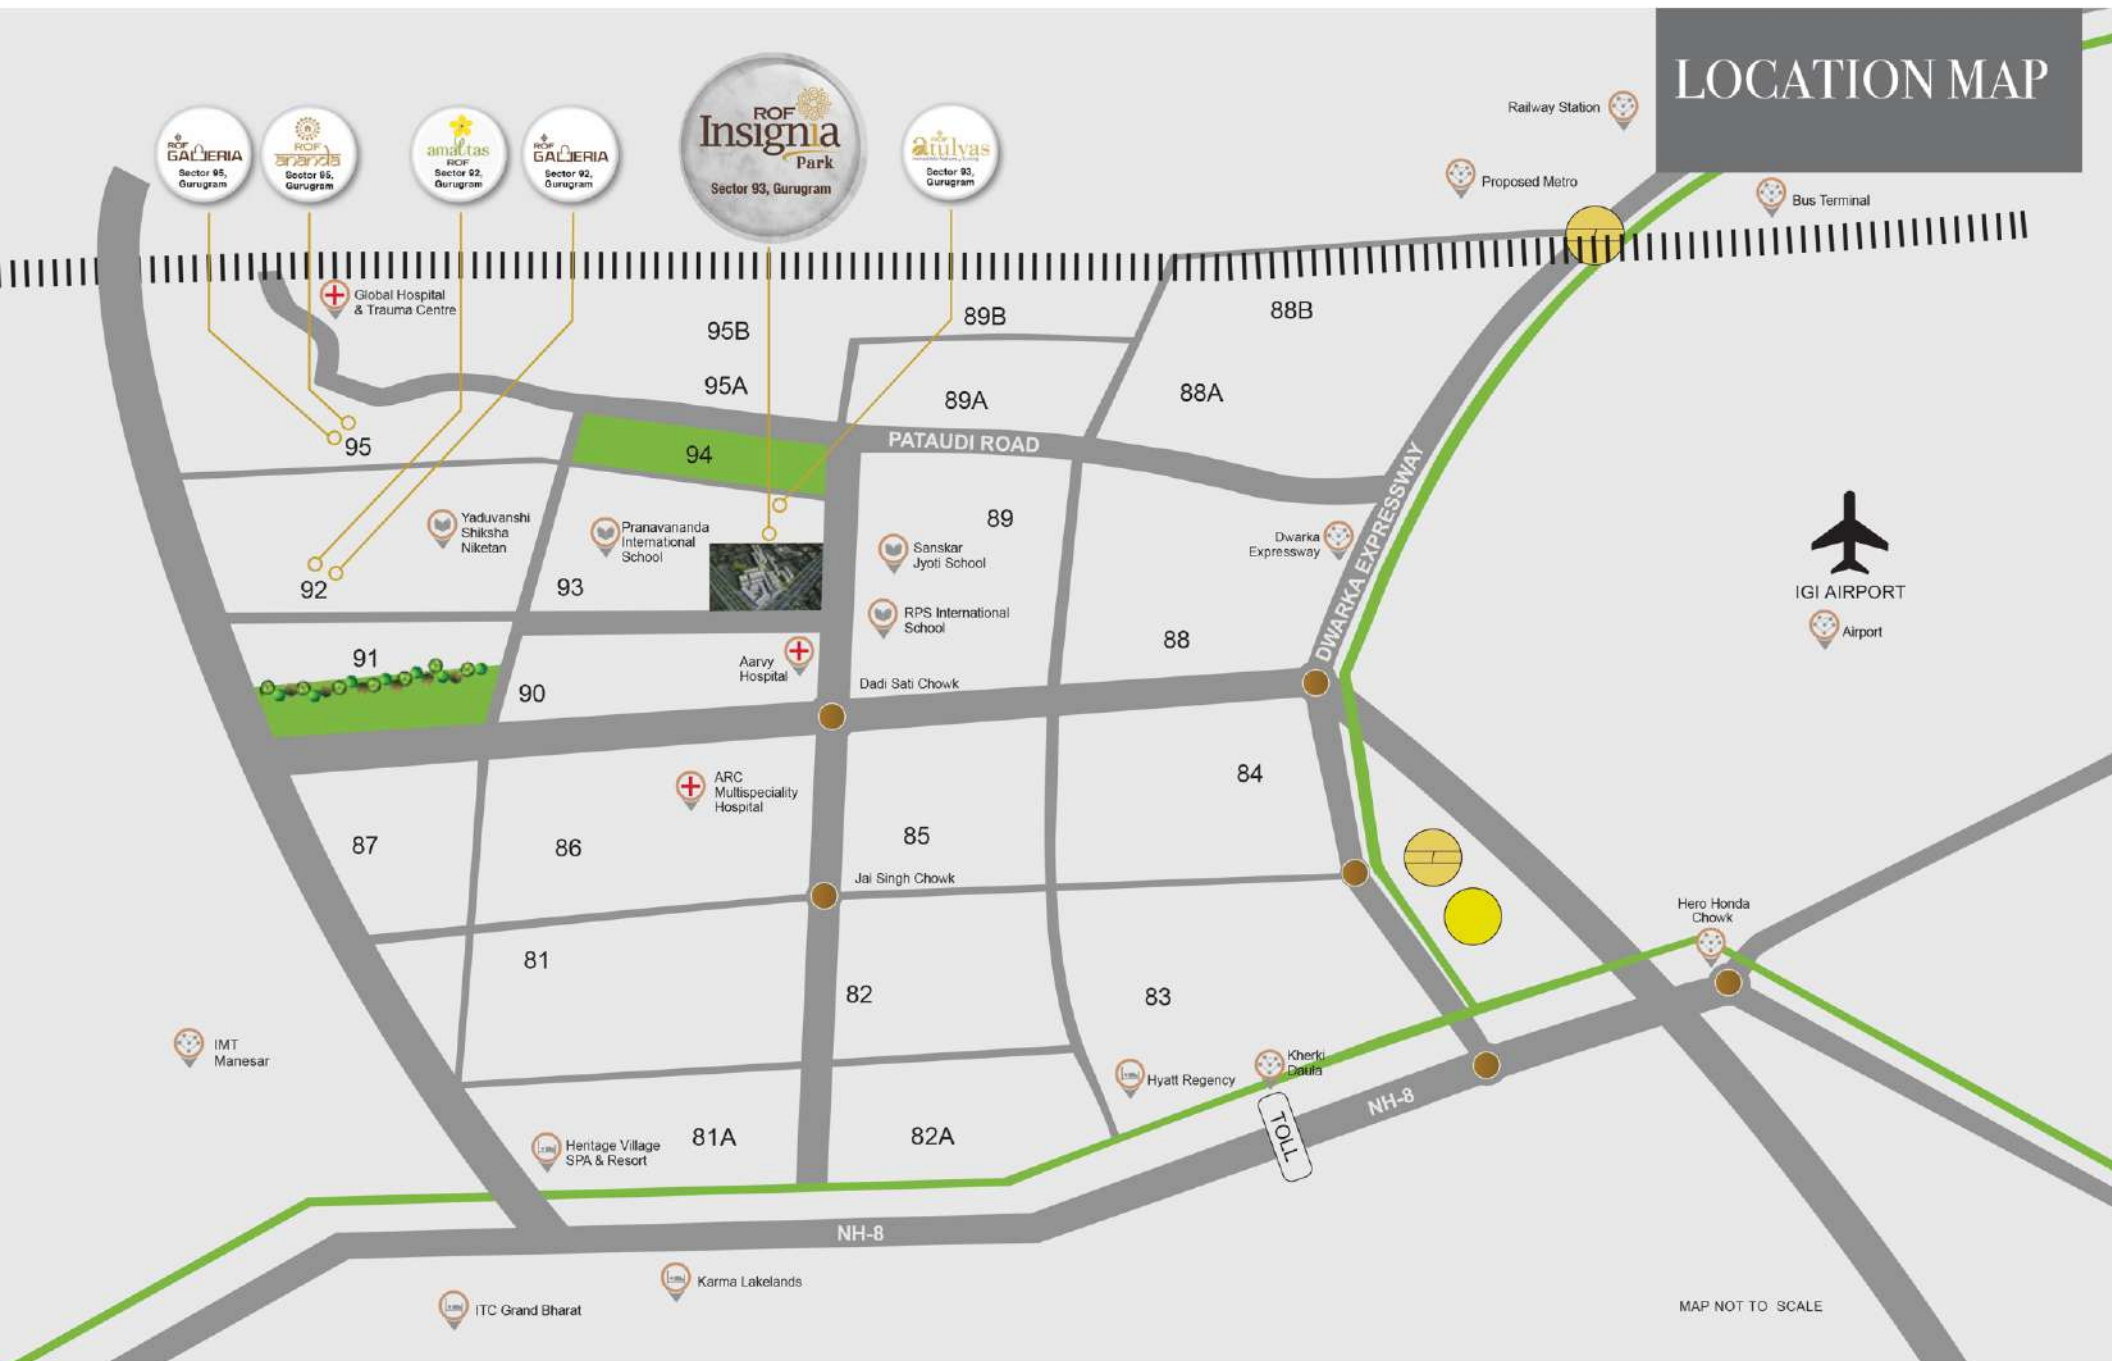 LOCATION MAP
ROF
GALLERIA
Sector 95,
Gurugram
ROF
ananda
Sector 95,
Gurugram
amaltas
ROF
Sector 92,
Gurugram
ROF
GALLERIA
Sector 92,
Gurugram
ROF
Insignia
Park
Sector 93, Gurugram
ROF
atulvas
Sector 93,
Gurugram
Railway Station
Proposed Metro
Bus Terminal
Global Hospital
& Trauma Centre
95B
89B
88B
95A
89A
88A
95
94
PATAUDI ROAD
DWARKA EXPRESSWAY
Yaduvanshi
Shiksha
Niketan
Pranavananda
International
School
89
Sanskar
Jyoti School
Dwarka
Expressway
IGI AIRPORT
Airport
92
93
RPS International
School
91
90
Aarvy
Hospital
Dadi Sati Chowk
88
ARC
Multispeciality
Hospital
84
87
86
85
Jai Singh Chowk
Hero Honda
Chowk
81
82
83
IMT
Manesar
Hyatt Regency
Kherki
Daula
TOLL
NH-8
Heritage Village
SPA & Resort
81A
82A
NH-8
Karma Lakelands
ITC Grand Bharat
MAP NOT TO SCALE